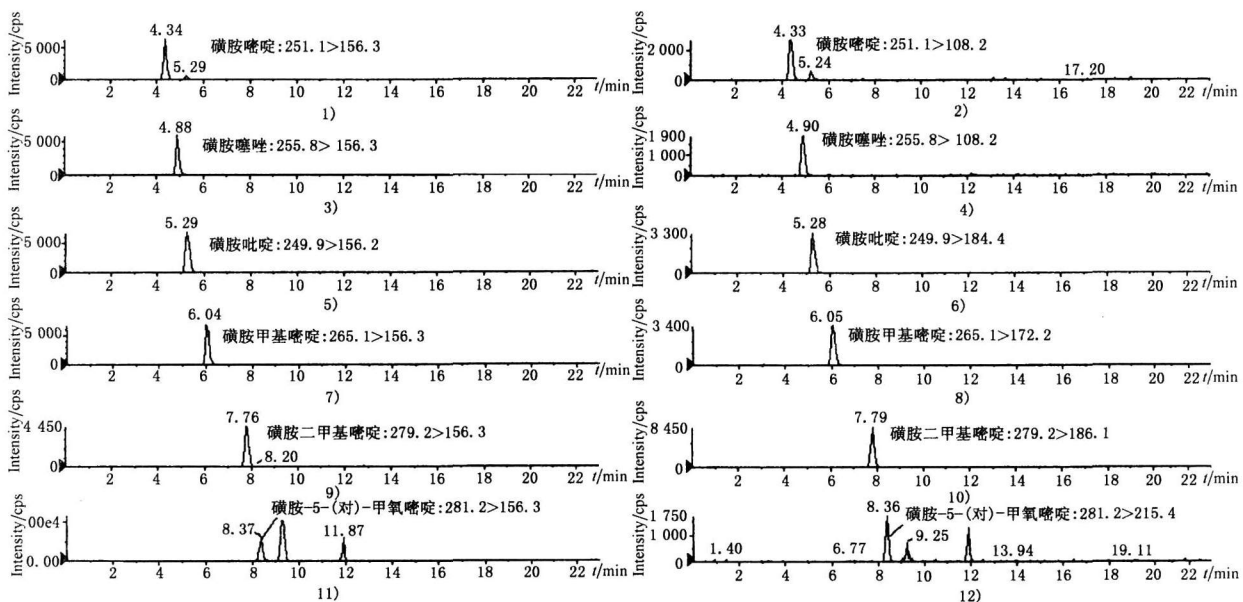 4.34
磺胺嘧啶:251.1>156.3
5.29
Intensity/cps
5 000
0
2 4 6 8 10 12 14 16 18 20 22 t/min
1)
4.33
磺胺嘧啶:251.1>108.2
5.24
17.20
Intensity/cps
2 000
0
2 4 6 8 10 12 14 16 18 20 22 t/min
2)
4.88
磺胺噻唑:255.8>156.3
Intensity/cps
5 000
0
2 4 6 8 10 12 14 16 18 20 22 t/min
3)
4.90
磺胺噻唑:255.8>108.2
Intensity/cps
1 900
1 000
0
2 4 6 8 10 12 14 16 18 20 22 t/min
4)
5.29
磺胺吡啶:249.9>156.2
Intensity/cps
5 000
0
2 4 6 8 10 12 14 16 18 20 22 t/min
5)
5.28
磺胺吡啶:249.9>184.4
Intensity/cps
3 300
0
2 4 6 8 10 12 14 16 18 20 22 t/min
6)
6.04
磺胺甲基嘧啶:265.1>156.3
Intensity/cps
5 000
0
2 4 6 8 10 12 14 16 18 20 22 t/min
7)
6.05
磺胺甲基嘧啶:265.1>172.2
Intensity/cps
3 400
0
2 4 6 8 10 12 14 16 18 20 22 t/min
8)
7.76
磺胺二甲基嘧啶:279.2>156.3
8.20
Intensity/cps
4 450
0
2 4 6 8 10 12 14 16 18 20 22 t/min
9)
7.79
磺胺二甲基嘧啶:279.2>186.1
Intensity/cps
8 450
0
2 4 6 8 10 12 14 16 18 20 22 t/min
10)
磺胺-5-(对)-甲氧嘧啶:281.2>156.3
8.37
11.87
Intensity/cps
00e4
0.00
2 4 6 8 10 12 14 16 18 20 22 t/min
11)
8.36
磺胺-5-(对)-甲氧嘧啶:281.2>215.4
9.25
1.40
6.77
13.94
19.11
Intensity/cps
1 750
1 000
0
2 4 6 8 10 12 14 16 18 20 22 t/min
12)